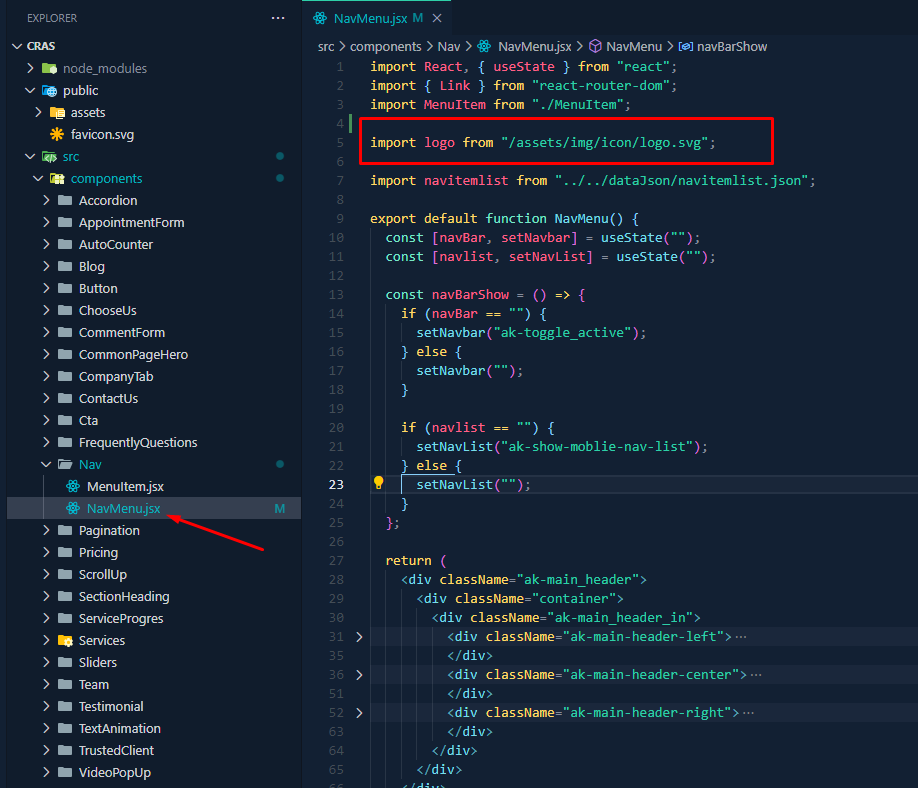 EXPLORER ...
CRAS
node_modules
public
assets
favicon.svg
src
components
Accordion
AppointmentForm
AutoCounter
Blog
Button
ChooseUs
CommentForm
CommonPageHero
CompanyTab
ContactUs
Cta
FrequentlyQuestions
Nav
MenuItem.jsx
NavMenu.jsx M
Pagination
Pricing
ScrollUp
SectionHeading
ServiceProgres
Services
Sliders
Team
Testimonial
TextAnimation
TrustedClient
VideoPopUp
NavMenu.jsx M
src > components > Nav > NavMenu.jsx > NavMenu > navBarShow
1 import React, { useState } from "react";
2 import { Link } from "react-router-dom";
3 import MenuItem from "./MenuItem";
4
5 import logo from "/assets/img/icon/logo.svg";
6
7 import navitemlist from "../../dataJson/navitemlist.json";
8
9 export default function NavMenu() {
10 const [navBar, setNavbar] = useState("");
11 const [navlist, setNavList] = useState("");
12
13 const navBarShow = () => {
14 if (navBar == "") {
15 setNavbar("ak-toggle_active");
16 } else {
17 setNavbar("");
18 }
19
20 if (navlist == "") {
21 setNavList("ak-show-moblie-nav-list");
22 } else {
23 setNavList("");
24 }
25 };
26
27 return (
28 <div className="ak-main_header">
29 <div className="container">
30 <div className="ak-main_header_in">
31 <div className="ak-main-header-left">...
35 </div>
36 <div className="ak-main-header-center">...
51 </div>
52 <div className="ak-main-header-right">...
63 </div>
64 </div>
65 </div>